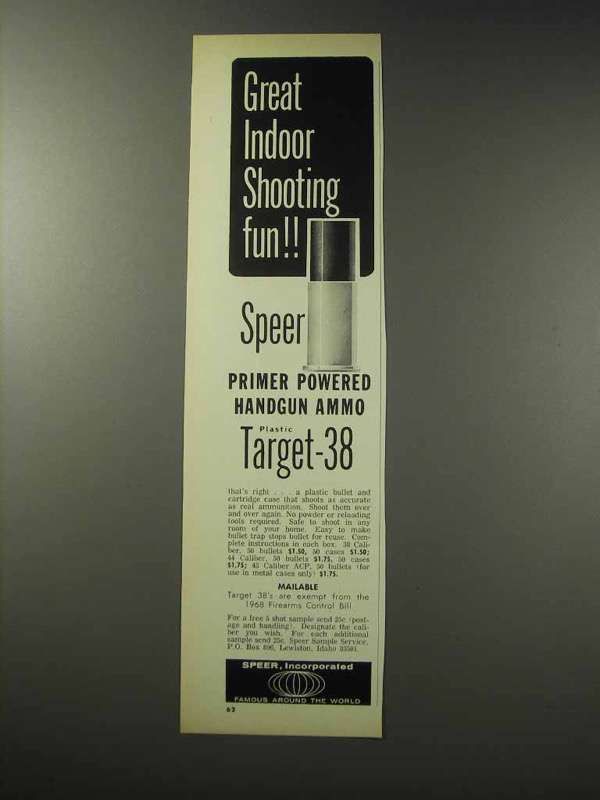 Great
Indoor
Shooting
fun!!
Speer
PRIMER POWERED
HANDGUN AMMO
Plastic
Target-38
that's right . . . a plastic bullet and
cartridge case that shoots as accurate
as real ammunition. Shoot them over
and over again. No powder or reloading
tools required. Safe to shoot in any
room of your home. Easy to make
bullet trap stops bullet for reuse. Com-
plete instructions in each box. 38 Cali-
ber, 50 bullets $1.50, 50 cases $1.50;
44 Caliber, 50 bullets $1.75, 50 cases
$1.75; 45 Caliber ACP, 50 bullets (for
use in metal cases only) $1.75.
MAILABLE
Target 38's are exempt from the
1968 Firearms Control Bill
For a free 5 shot sample send 25c (post-
age and handling). Designate the cali-
ber you wish. For each additional
sample send 25c. Speer Sample Service,
P.O. Box 896, Lewiston, Idaho 83501.
SPEER, Incorporated
FAMOUS AROUND THE WORLD
62